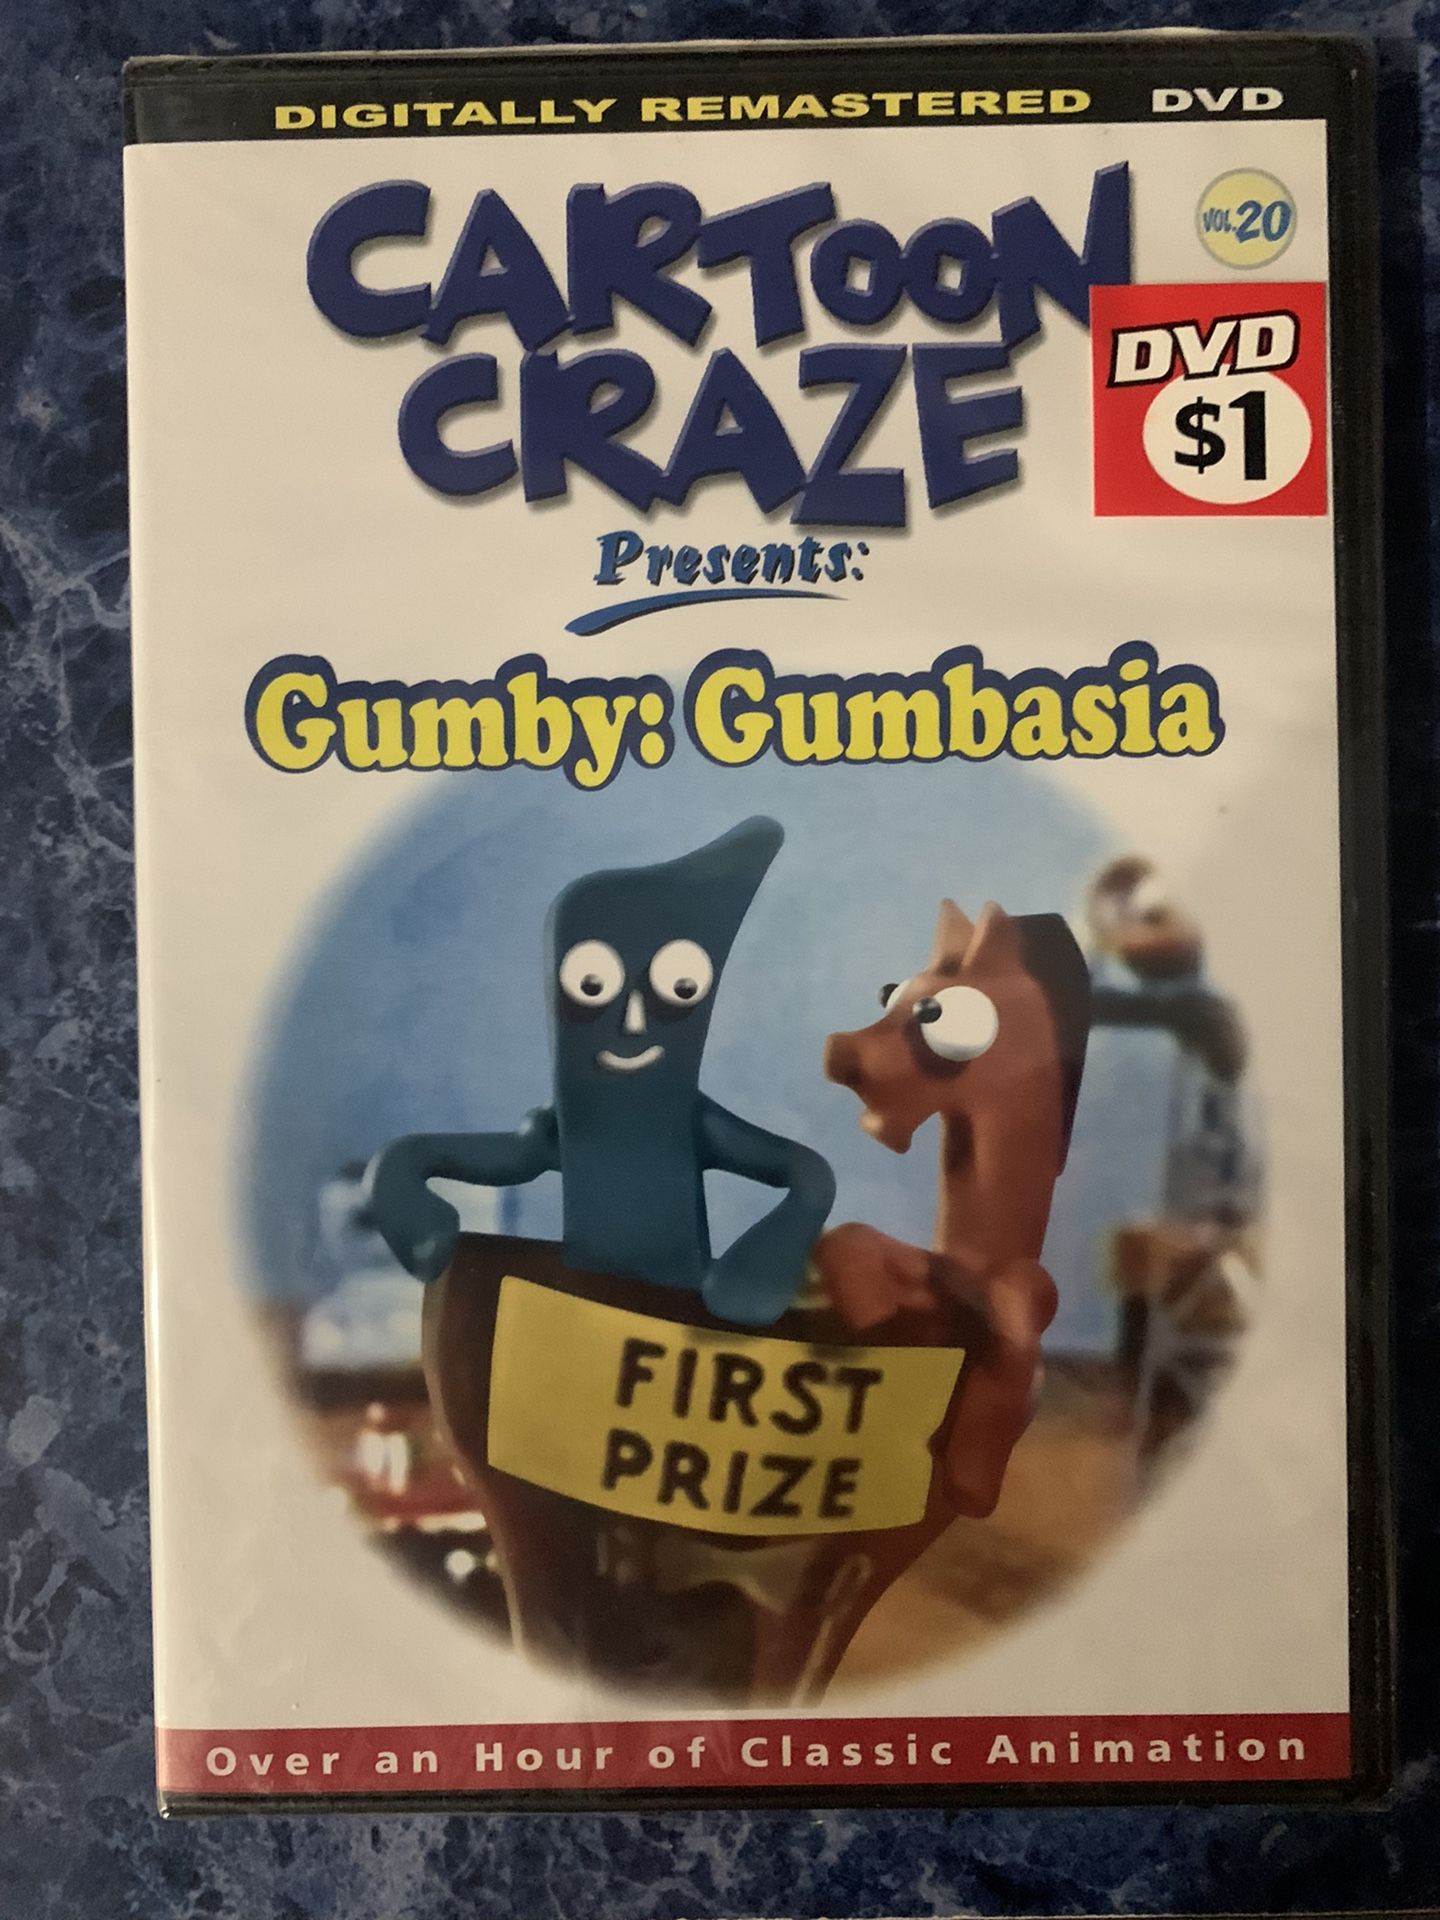 DIGITALLY REMASTERED DVD
CARTOON
VOL.20
CRAZE
DVD
$1
Presents:
Gumby: Gumbasia
FIRST
PRIZE
Over an Hour of Classic Animation